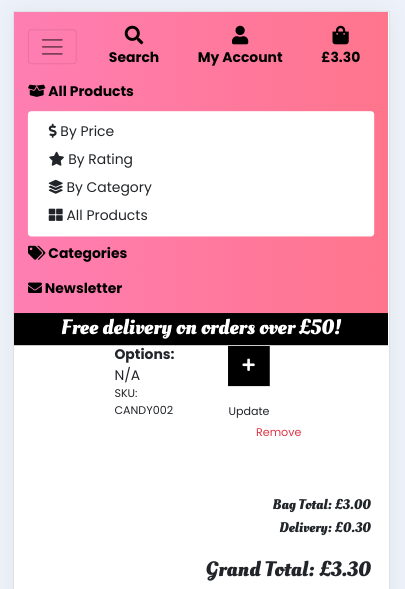 Search My Account £3.30
All Products
By Price
By Rating
By Category
All Products
Categories
Newsletter
Free delivery on orders over £50!
Options:
N/A
SKU:
CANDY002
+
Update
Remove
Bag Total: £3.00
Delivery: £0.30
Grand Total: £3.30